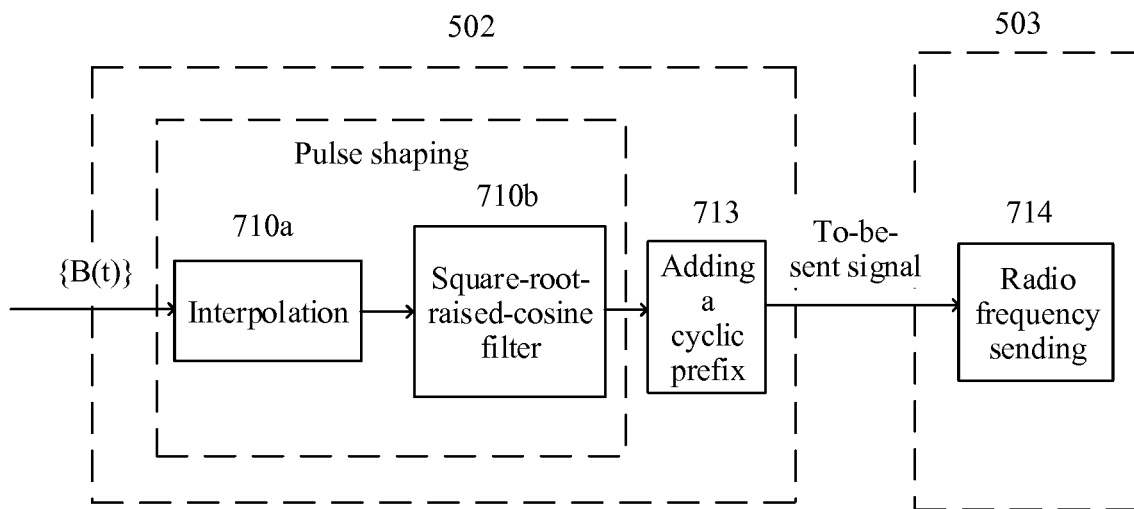 502
503
Pulse shaping
710a
710b
713
714
{B(t)}
Interpolation
Square-root-
raised-cosine
filter
Adding
a
cyclic
prefix
To-be-
sent signal
Radio
frequency
sending